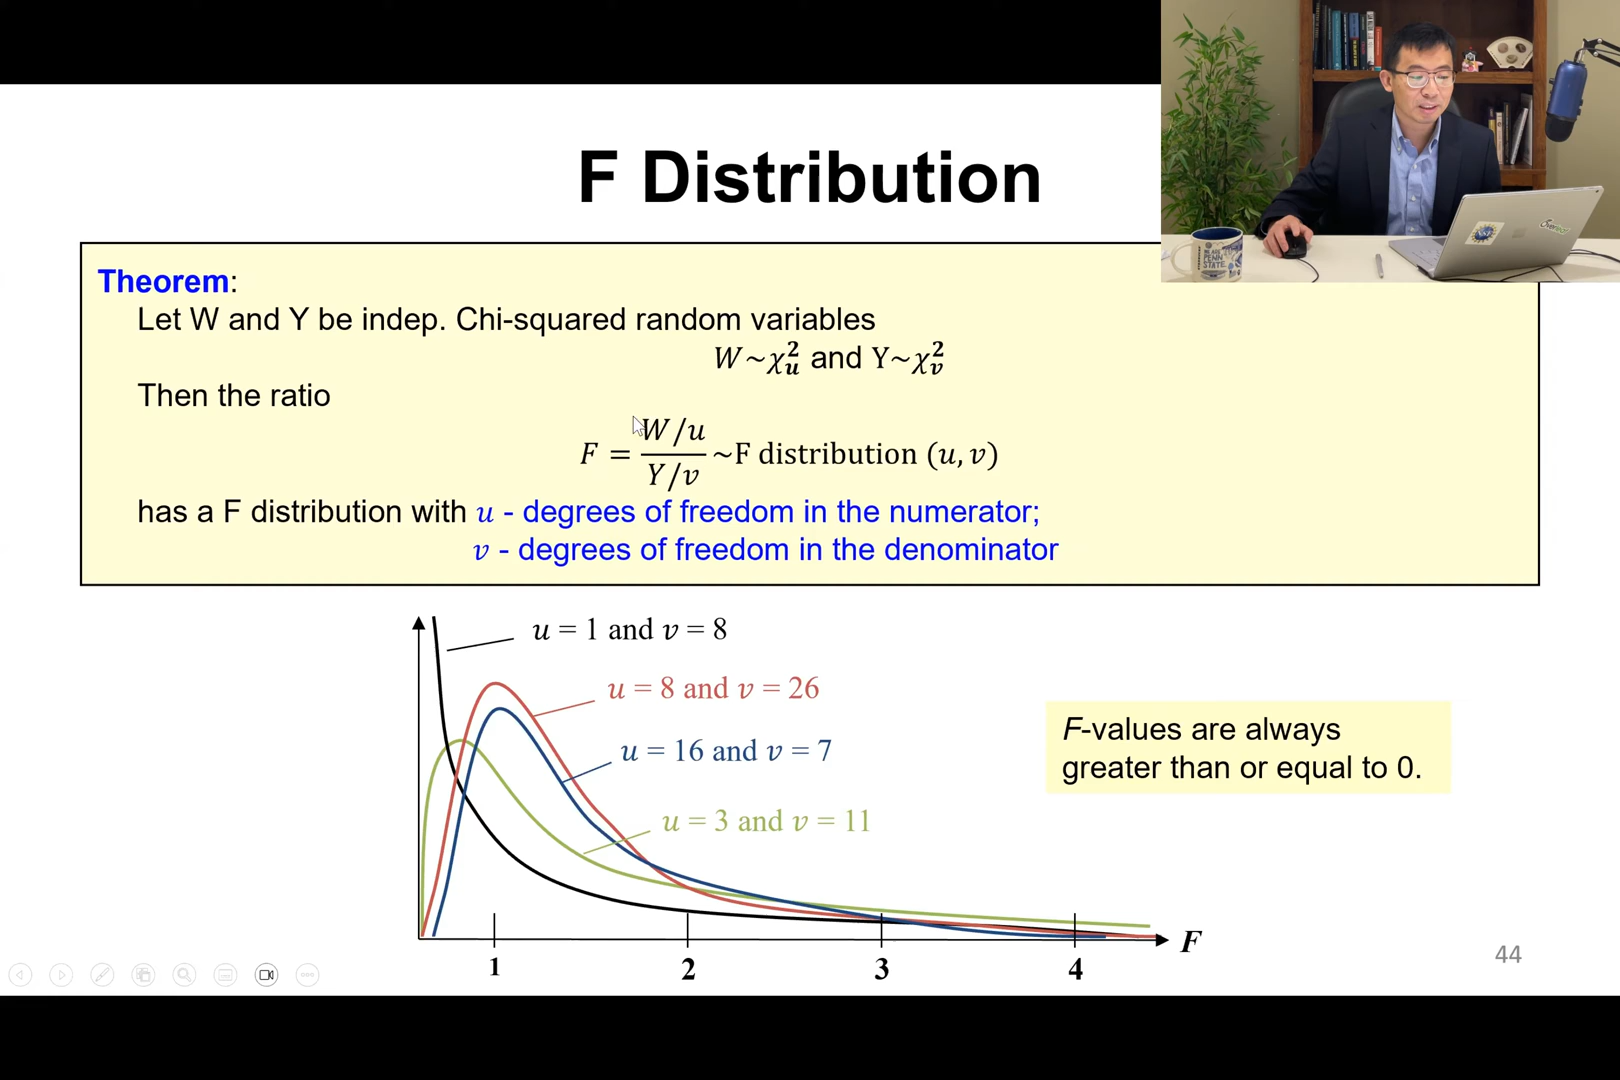 F Distribution
Theorem:
Let W and Y be indep. Chi-squared random variables
W~χ²ᵤ and Y~χ²ᵥ
Then the ratio
F = (W/u)/(Y/v) ~F distribution (u, v)
has a F distribution with u - degrees of freedom in the numerator;
v - degrees of freedom in the denominator
u = 1 and v = 8
u = 8 and v = 26
u = 16 and v = 7
u = 3 and v = 11
F-values are always
greater than or equal to 0.
F
1 2 3 4
44
PENN
STATE